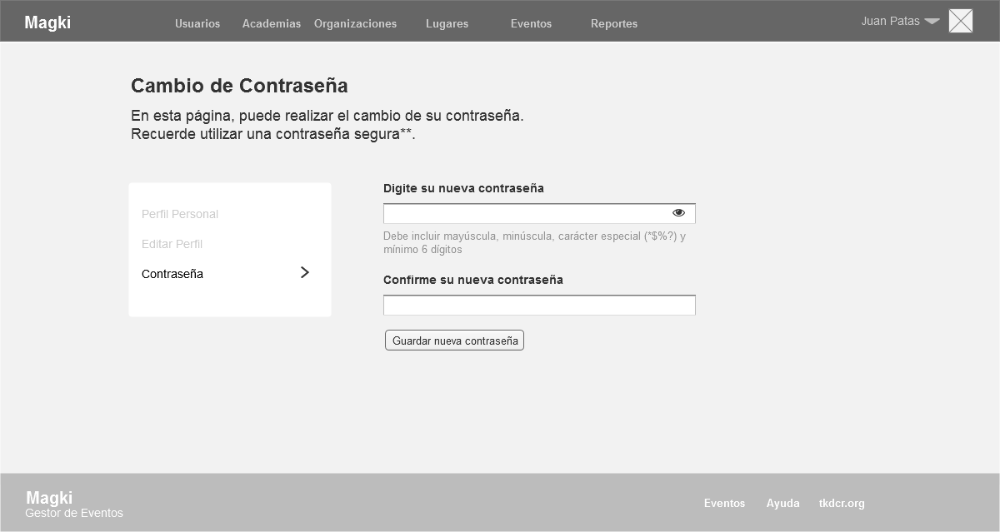 Magki
Usuarios Academias Organizaciones Lugares Eventos Reportes
Juan Patas
Cambio de Contraseña
En esta página, puede realizar el cambio de su contraseña.
Recuerde utilizar una contraseña segura**.
Perfil Personal
Editar Perfil
Contraseña
Digite su nueva contraseña
Debe incluir mayúscula, minúscula, carácter especial (*$%?) y
mínimo 6 dígitos
Confirme su nueva contraseña
Guardar nueva contraseña
Magki
Gestor de Eventos
Eventos Ayuda tkdcr.org